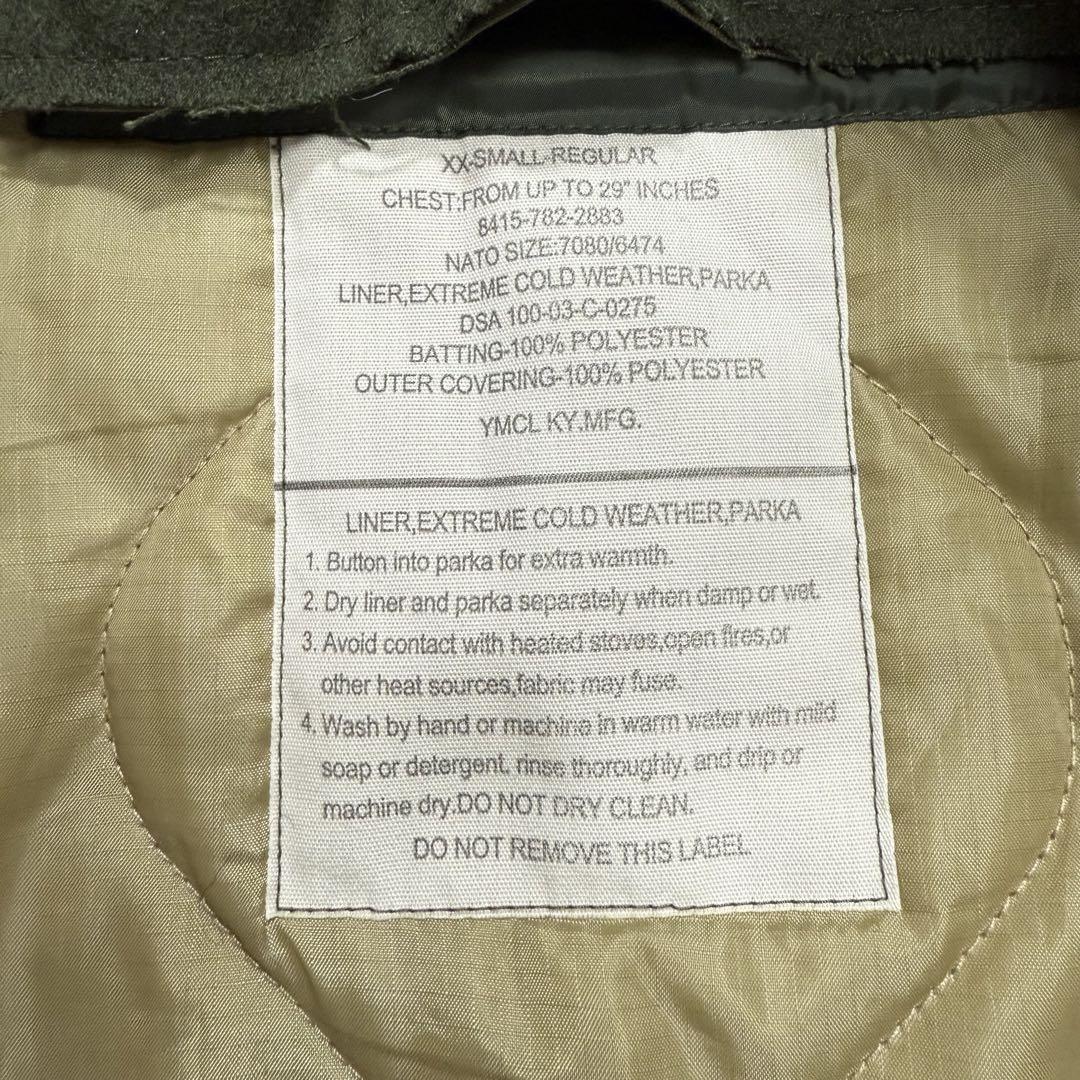 XX-SMALL-REGULAR
CHEST:FROM UP TO 29" INCHES
8415-782-2883
NATO SIZE:7080/6474
LINER,EXTREME COLD WEATHER,PARKA
DSA 100-03-C-0275
BATTING-100% POLYESTER
OUTER COVERING-100% POLYESTER
YMCL KY.MFG.
LINER,EXTREME COLD WEATHER,PARKA
1. Button into parka for extra warmth.
2. Dry liner and parka separately when damp or wet.
3. Avoid contact with heated stoves,open fires,or
other heat sources,fabric may fuse.
4. Wash by hand or machine in warm water with mild
soap or detergent. rinse thoroughly, and drip or
machine dry.DO NOT DRY CLEAN.
DO NOT REMOVE THIS LABEL.